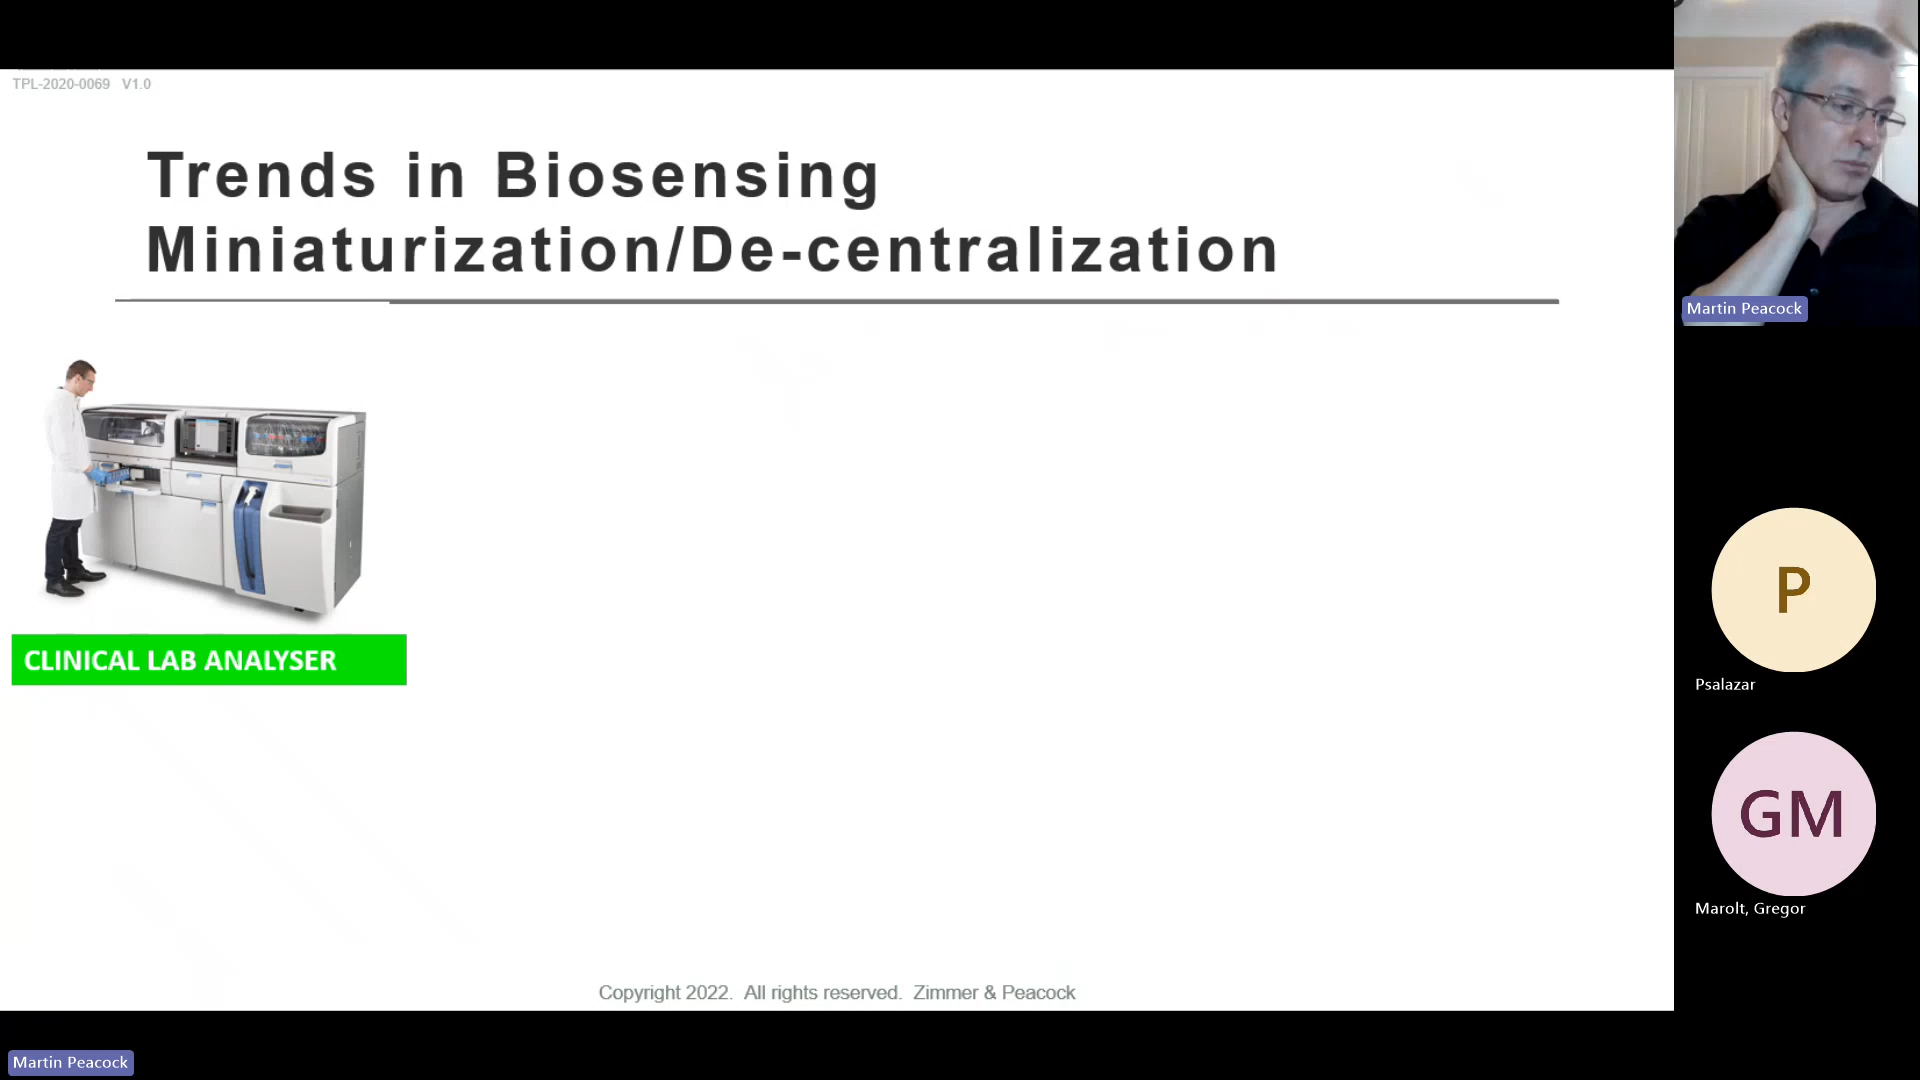 TPL-2020-0069 V1.0
Trends in Biosensing
Miniaturization/De-centralization
CLINICAL LAB ANALYSER
Copyright 2022. All rights reserved. Zimmer & Peacock
Martin Peacock
Martin Peacock
P
Psalazar
GM
Marolt, Gregor